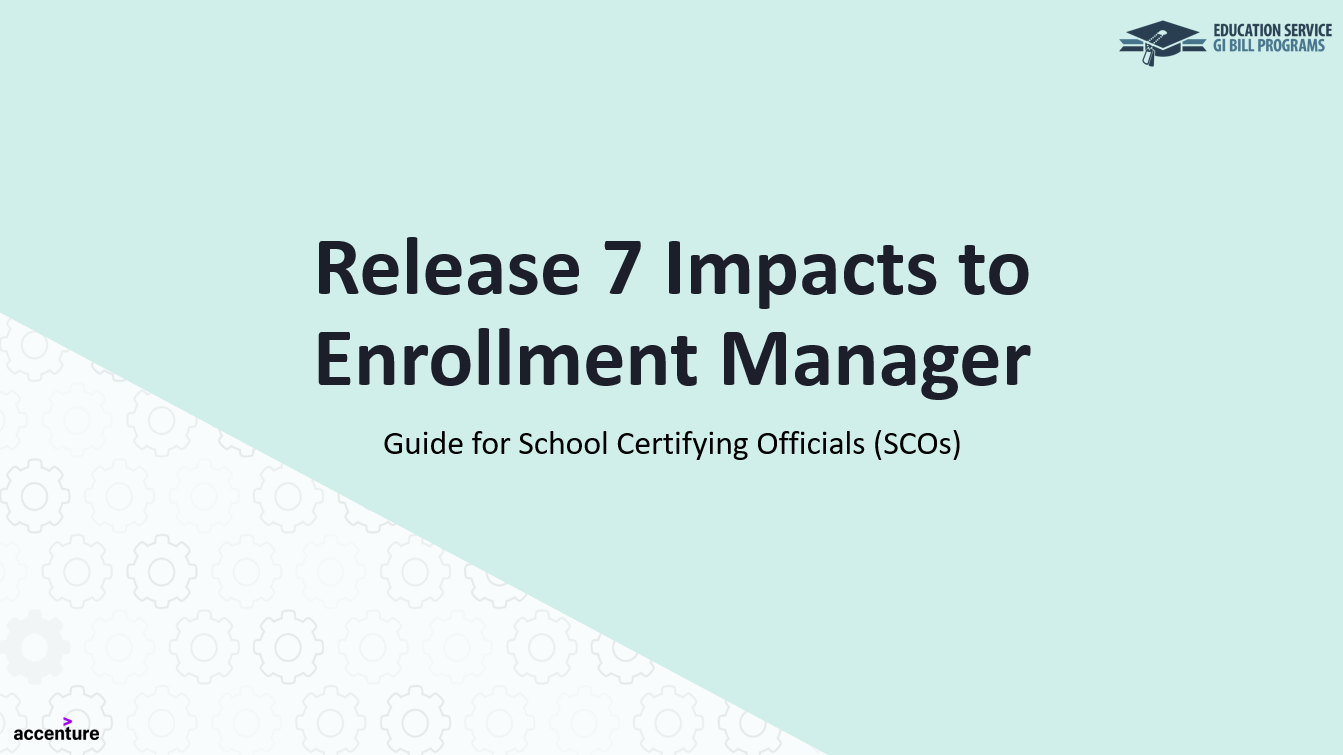 EDUCATION SERVICE
GI BILL PROGRAMS
Release 7 Impacts to
Enrollment Manager
Guide for School Certifying Officials (SCOs)
accenture